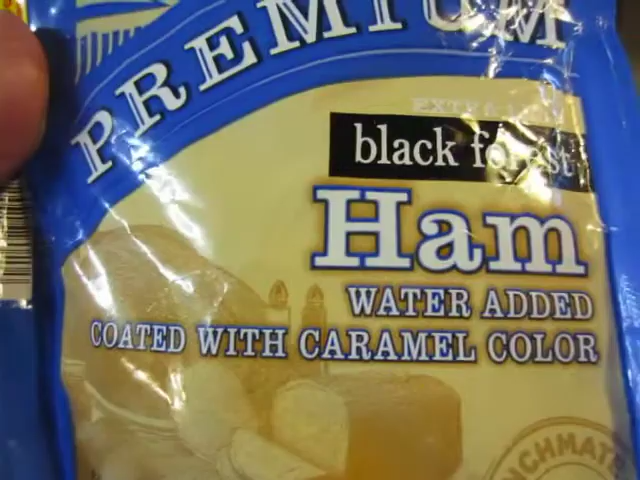 PREMIUM
EXTRA
black forest
Ham
WATER ADDED
COATED WITH CARAMEL COLOR